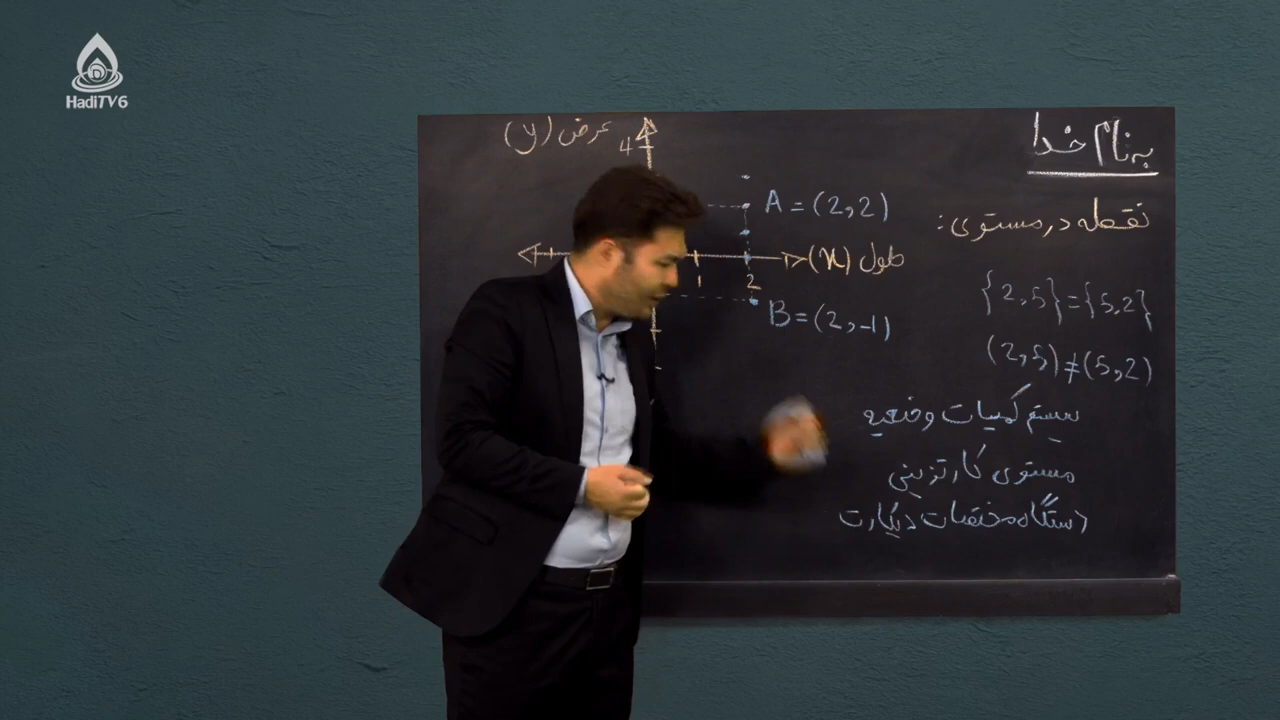 HadiTV6
به نام خدا
نقطه در مستوی:
{2,5}={5,2}
(2,5)≠(5,2)
سیستم کمیات وضعیه
مستوی کارتزینی
دستگاه مختصات دیکارت
عرض (y)
4
A = (2,2)
طول (x)
1 2
B = (2,-1)